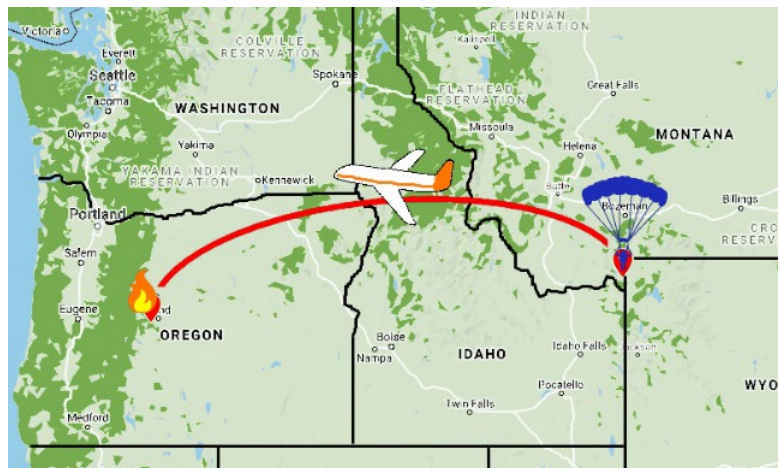 Victoria
Everett
Seattle
Tacoma
Olympia
WASHINGTON
COLVILLE
RESERVATION
Spokane
Yakima
YAKAMA INDIAN
RESERVATION
Kennewick
Portland
Salem
Eugene
OREGON
Medford
INDIAN
RESERVATION
FLATHEAD
RESERVATION
Missoula
Great Falls
Helena
MONTANA
Butte
Bozeman
Billings
Boise
Nampa
IDAHO
Idaho Falls
Jackson
Pocatello
Twin Falls
WYO